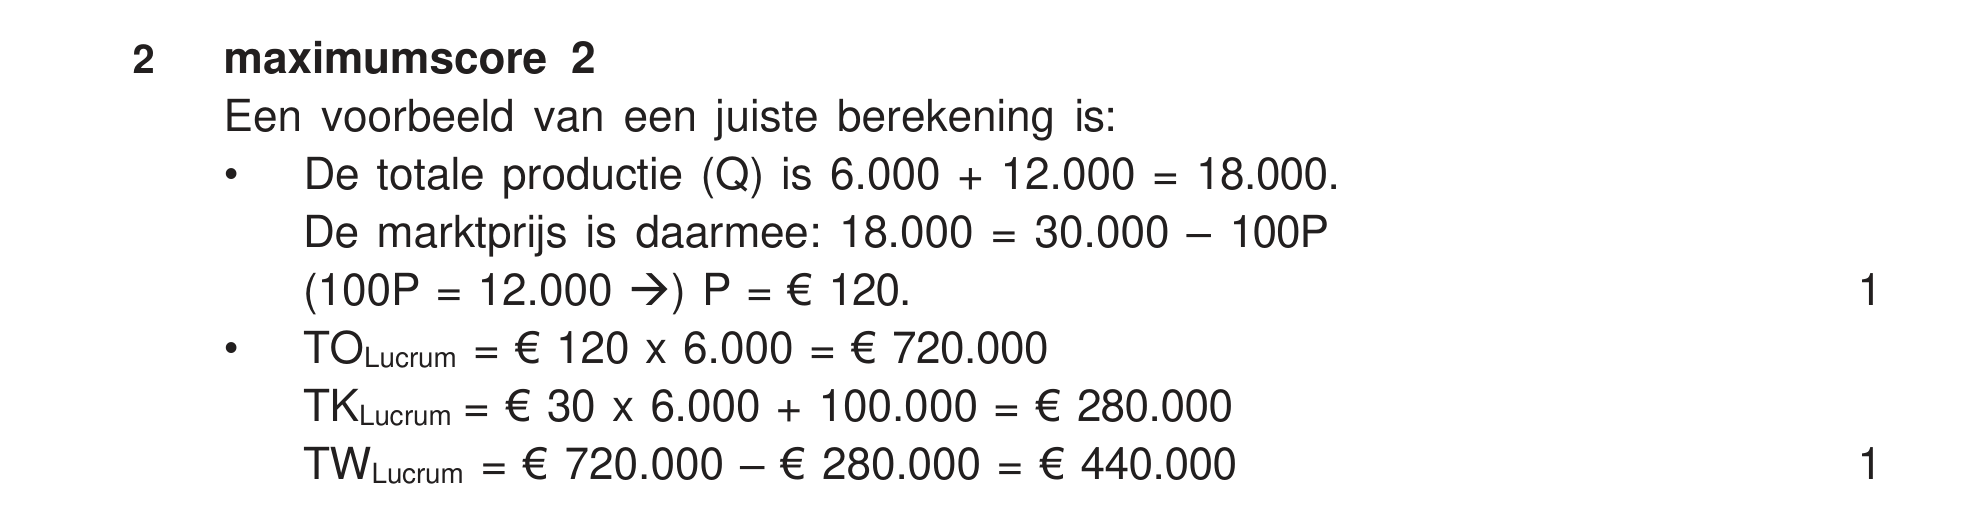 2 maximumscore 2
Een voorbeeld van een juiste berekening is:
• De totale productie (Q) is 6.000 + 12.000 = 18.000.
De marktprijs is daarmee: 18.000 = 30.000 – 100P
(100P = 12.000 →) P = € 120. 1
• TOLucrum = € 120 x 6.000 = € 720.000
TKLucrum = € 30 x 6.000 + 100.000 = € 280.000
TWLucrum = € 720.000 – € 280.000 = € 440.000 1